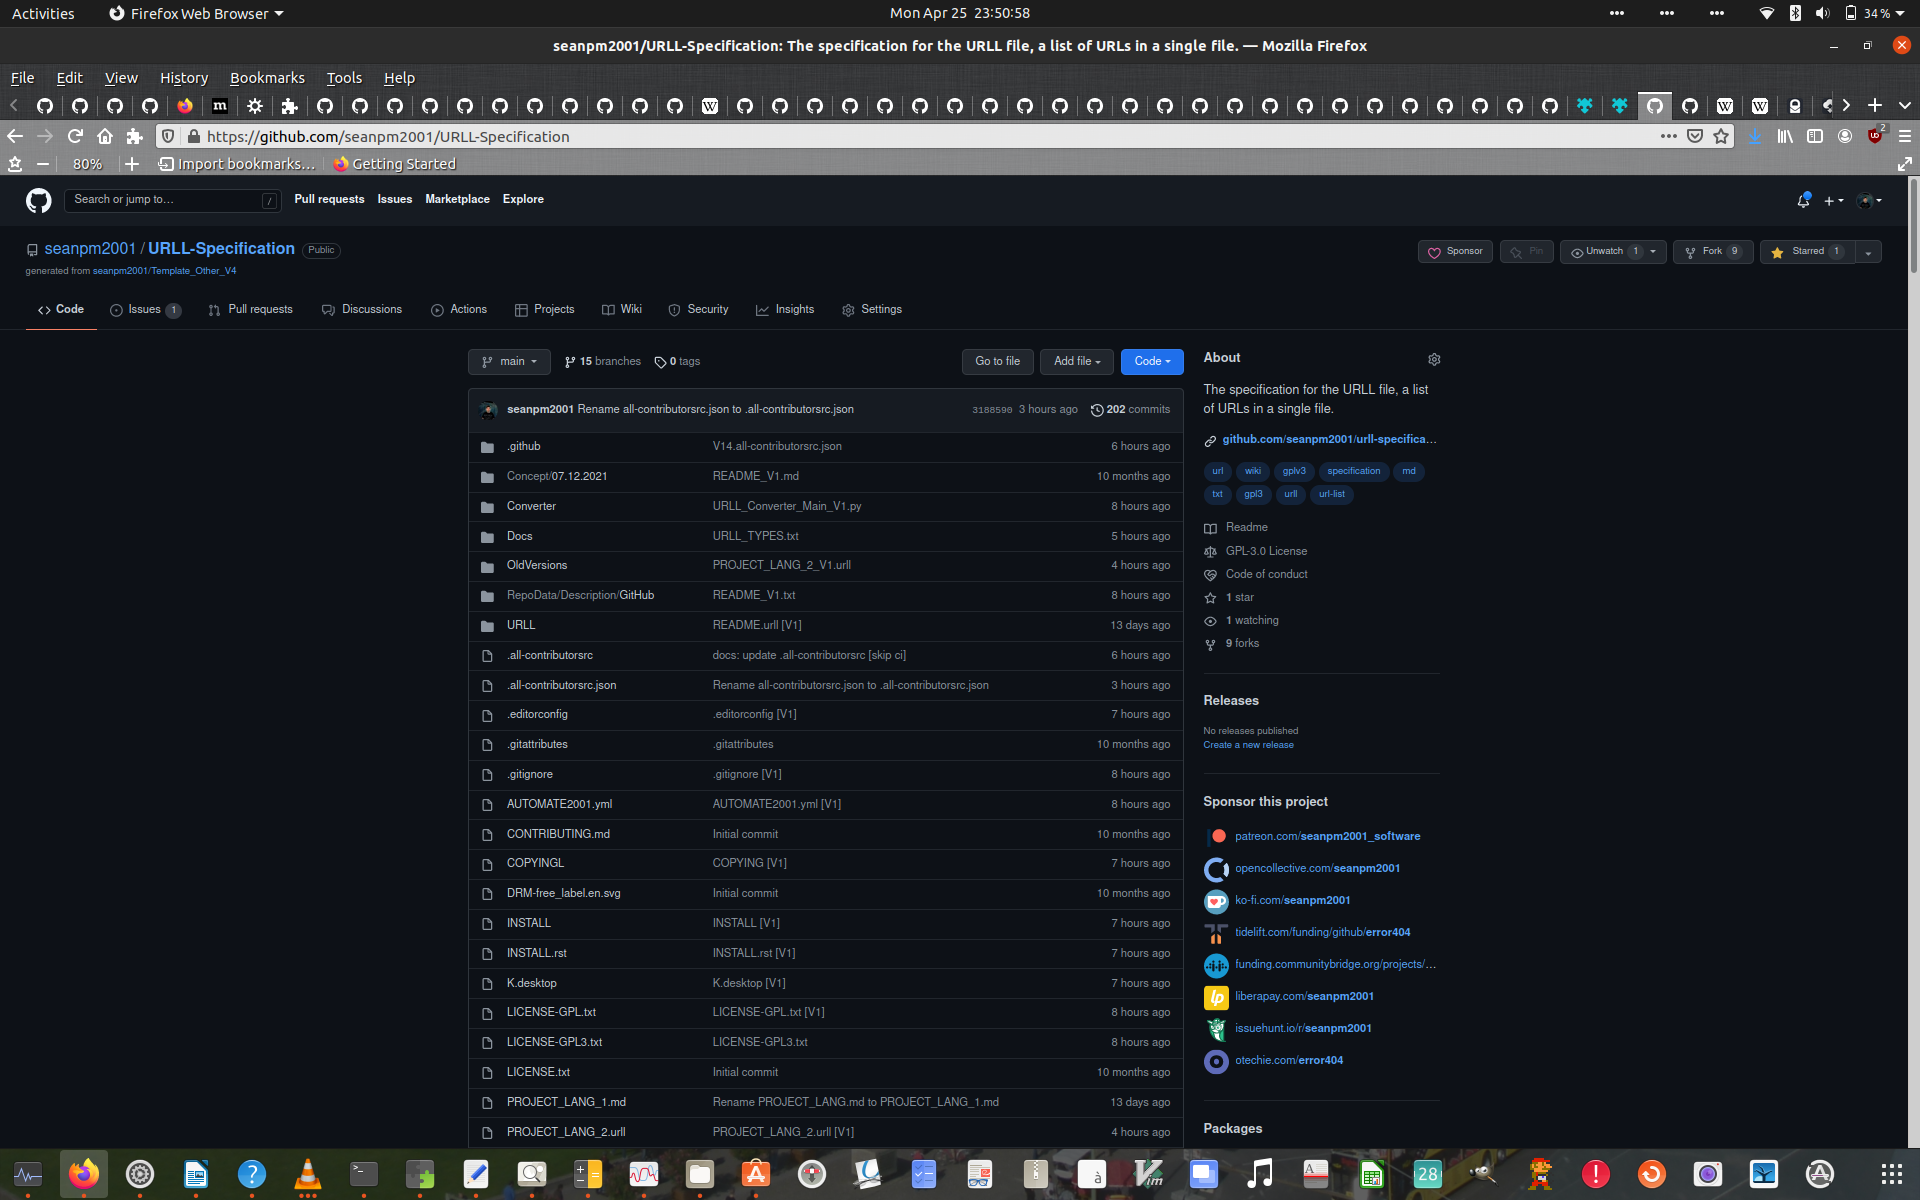 Activities Firefox Web Browser Mon Apr 25 23:50:58 34%
seanpm2001/URLL-Specification: The specification for the URLL file, a list of URLs in a single file. — Mozilla Firefox
File Edit View History Bookmarks Tools Help
https://github.com/seanpm2001/URLL-Specification 2
80% Import bookmarks... Getting Started
Search or jump to... / Pull requests Issues Marketplace Explore
seanpm2001 / URLL-Specification Public Sponsor Pin Unwatch 1 Fork 9 Starred 1
generated from seanpm2001/Template_Other_V4
Code Issues 1 Pull requests Discussions Actions Projects Wiki Security Insights Settings
main 15 branches 0 tags Go to file Add file Code
seanpm2001 Rename all-contributorsrc.json to .all-contributorsrc.json 3188590 3 hours ago 202 commits
.github V14.all-contributorsrc.json 6 hours ago
Concept/07.12.2021 README_V1.md 10 months ago
Converter URLL_Converter_Main_V1.py 8 hours ago
Docs URLL_TYPES.txt 5 hours ago
OldVersions PROJECT_LANG_2_V1.urll 4 hours ago
RepoData/Description/GitHub README_V1.txt 8 hours ago
URLL README.urll [V1] 13 days ago
.all-contributorsrc docs: update .all-contributorsrc [skip ci] 6 hours ago
.all-contributorsrc.json Rename all-contributorsrc.json to .all-contributorsrc.json 3 hours ago
.editorconfig .editorconfig [V1] 7 hours ago
.gitattributes .gitattributes 10 months ago
.gitignore .gitignore [V1] 8 hours ago
AUTOMATE2001.yml AUTOMATE2001.yml [V1] 8 hours ago
CONTRIBUTING.md Initial commit 10 months ago
COPYINGL COPYING [V1] 7 hours ago
DRM-free_label.en.svg Initial commit 10 months ago
INSTALL INSTALL [V1] 7 hours ago
INSTALL.rst INSTALL.rst [V1] 7 hours ago
K.desktop K.desktop [V1] 7 hours ago
LICENSE-GPL.txt LICENSE-GPL.txt [V1] 8 hours ago
LICENSE-GPL3.txt LICENSE-GPL3.txt 8 hours ago
LICENSE.txt Initial commit 10 months ago
PROJECT_LANG_1.md Rename PROJECT_LANG.md to PROJECT_LANG_1.md 13 days ago
PROJECT_LANG_2.urll PROJECT_LANG_2.urll [V1] 4 hours ago
About
The specification for the URLL file, a list
of URLs in a single file.
github.com/seanpm2001/urll-specifica...
url wiki gplv3 specification md
txt gpl3 urll url-list
Readme
GPL-3.0 License
Code of conduct
1 star
1 watching
9 forks
Releases
No releases published
Create a new release
Sponsor this project
patreon.com/seanpm2001_software
opencollective.com/seanpm2001
ko-fi.com/seanpm2001
tidelift.com/funding/github/error404
funding.communitybridge.org/projects/...
liberapay.com/seanpm2001
issuehunt.io/r/seanpm2001
otechie.com/error404
Packages
28